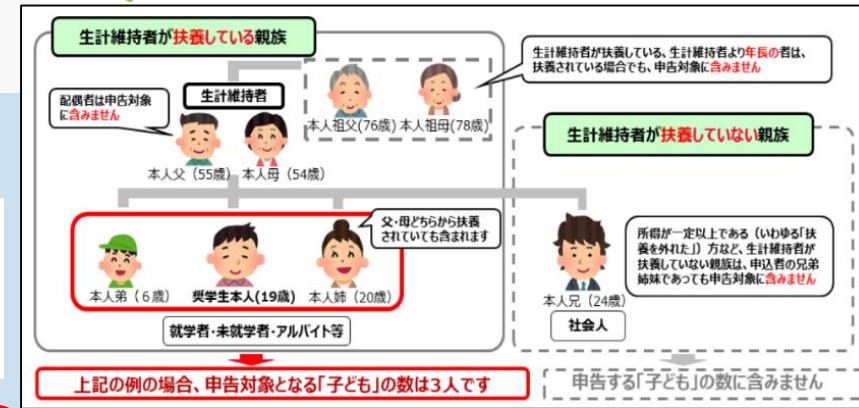 生計維持者が扶養している親族
生計維持者が扶養している、生計維持者より年長の者は、
扶養されている場合でも、申告対象に含みません
配偶者は申告対象
に含みません
生計維持者
本人祖父(76歳) 本人祖母(78歳)
本人父（55歳） 本人母（54歳）
生計維持者が扶養していない親族
父・母どちらから扶養
されていても含まれます
本人弟（６歳） 奨学生本人(19歳) 本人姉（20歳）
就学者・未就学者・アルバイト等
所得が一定以上である（いわゆる「扶
養を外れた」）方など、生計維持者が
扶養していない親族は、申込者の兄弟
姉妹であっても申告対象に含みません
本人兄（24歳）
社会人
上記の例の場合、申告対象となる「子ども」の数は３人です
申告する「子ども」の数に含みません